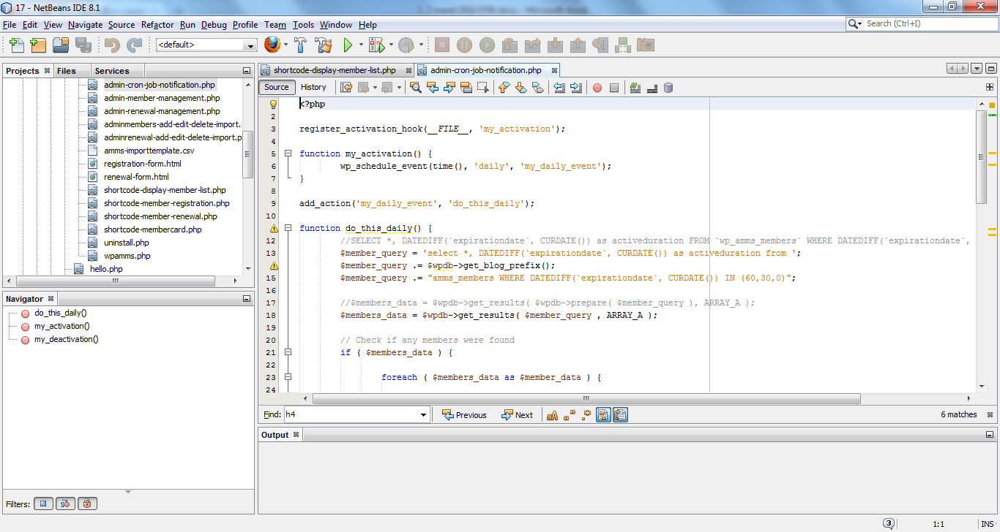 17 - NetBeans IDE 8.1
File Edit View Navigate Source Refactor Run Debug Profile Team Tools Window Help
Search (Ctrl+I)
<default>
Projects Files Services
admin-cron-job-notification.php
admin-member-management.php
admin-renewal-management.php
adminmembers-add-edit-delete-import.
adminrenewal-add-edit-delete-import.p
amms-importtemplate.csv
registration-form.html
renewal-form.html
shortcode-display-member-list.php
shortcode-member-registration.php
shortcode-member-renewal.php
shortcode-membercard.php
uninstall.php
wpamms.php
hello.php
Navigator
do_this_daily()
my_activation()
my_deactivation()
Filters:
shortcode-display-member-list.php admin-cron-job-notification.php
Source History
<?php
2
3 register_activation_hook(__FILE__, 'my_activation');
4
5 function my_activation() {
6 wp_schedule_event(time(), 'daily', 'my_daily_event');
7 }
8
9 add_action('my_daily_event', 'do_this_daily');
10
function do_this_daily() {
12 //SELECT *, DATEDIFF(`expirationdate`, CURDATE()) as activeduration FROM `wp_amms_members` WHERE DATEDIFF(`expirationdate`,
13 $member_query = 'select *, DATEDIFF(`expirationdate`, CURDATE()) as activeduration from ';
$member_query .= $wpdb->get_blog_prefix();
15 $member_query .= "amms_members WHERE DATEDIFF(`expirationdate`, CURDATE()) IN (60,30,0)";
16
17 //$members_data = $wpdb->get_results( $wpdb->prepare( $member_query ), ARRAY_A );
18 $members_data = $wpdb->get_results( $member_query , ARRAY_A );
19
20 // Check if any members were found
21 if ( $members_data ) {
22
23 foreach ( $members_data as $member_data ) {
24
Find: h4 Previous Next 6 matches
Output
3 1:1 INS